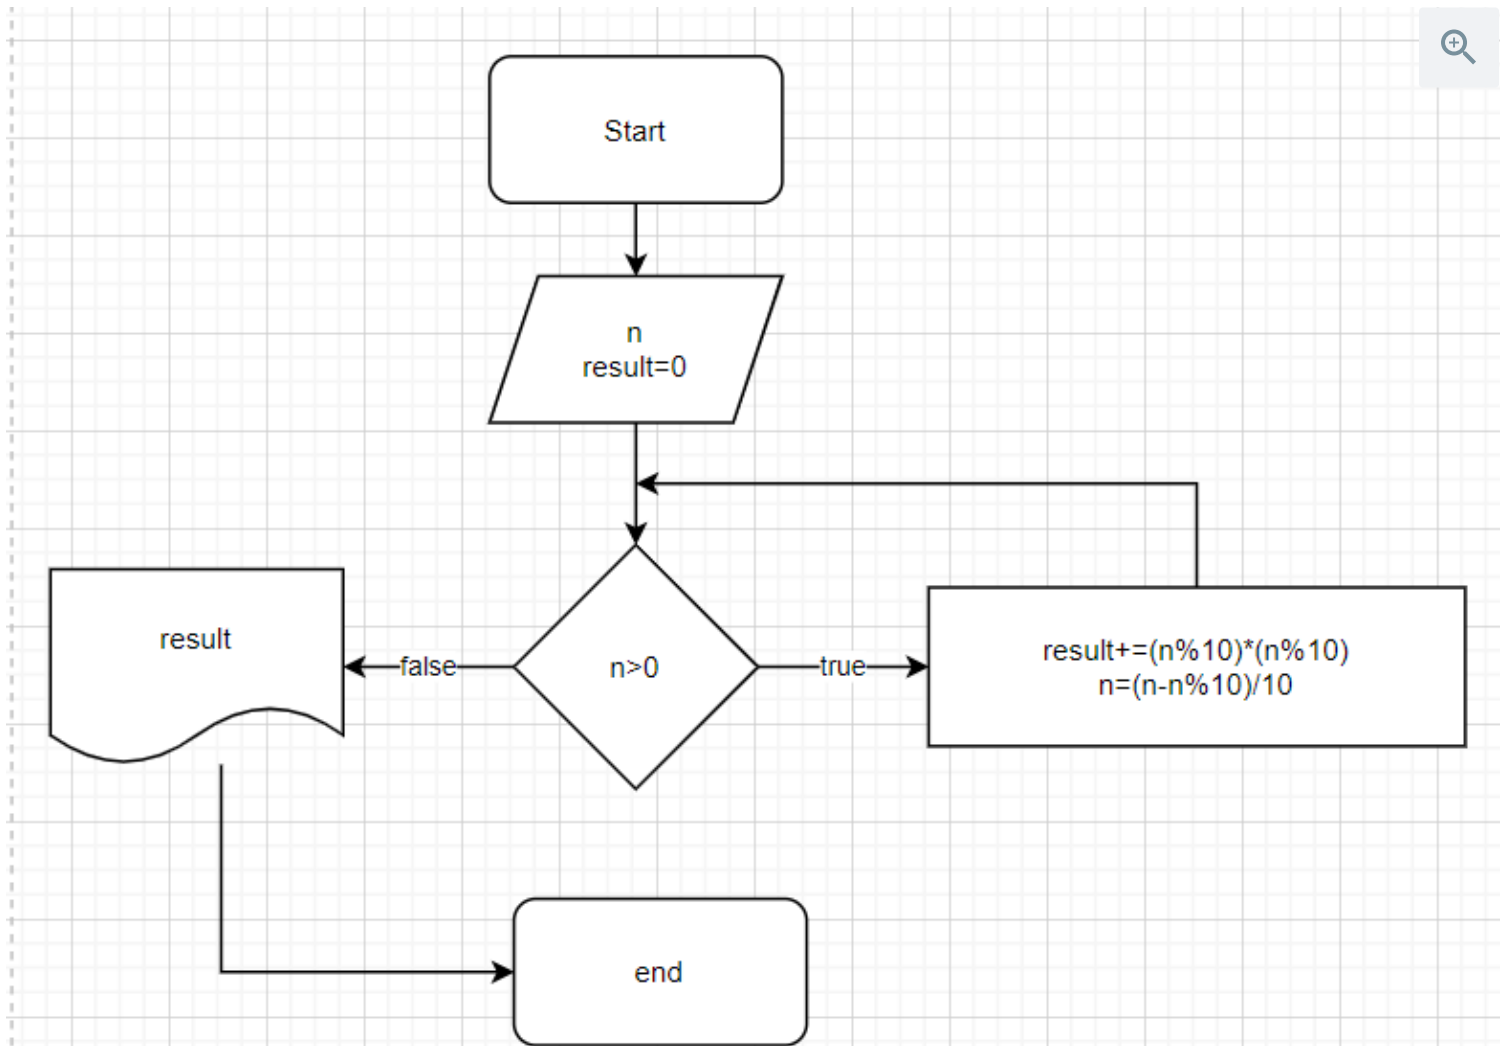 Start
n
result=0
result
false
n>0
true
result+=(n%10)*(n%10)
n=(n-n%10)/10
end